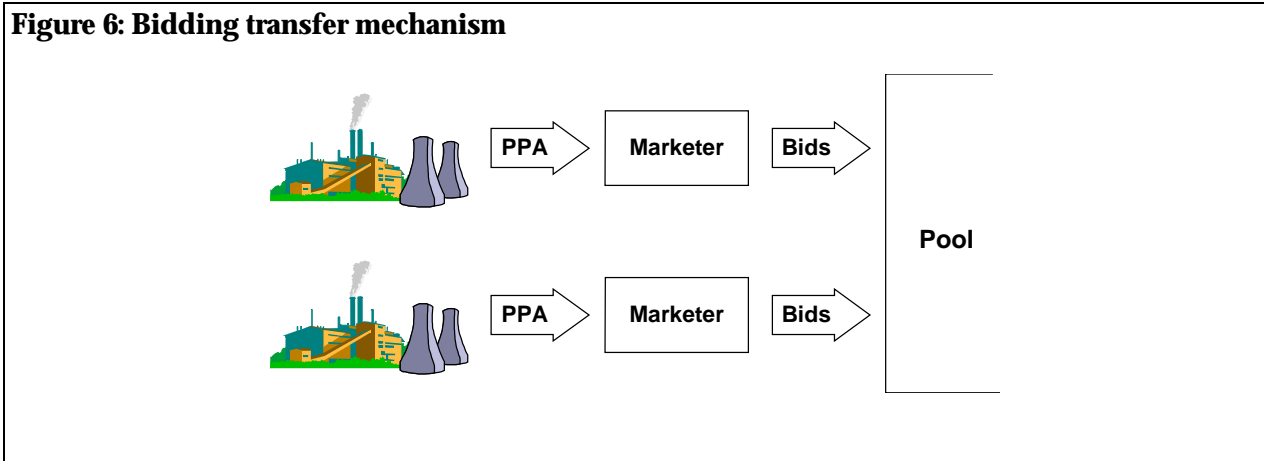 Figure 6: Bidding transfer mechanism
PPA
Marketer
Bids
Pool
PPA
Marketer
Bids